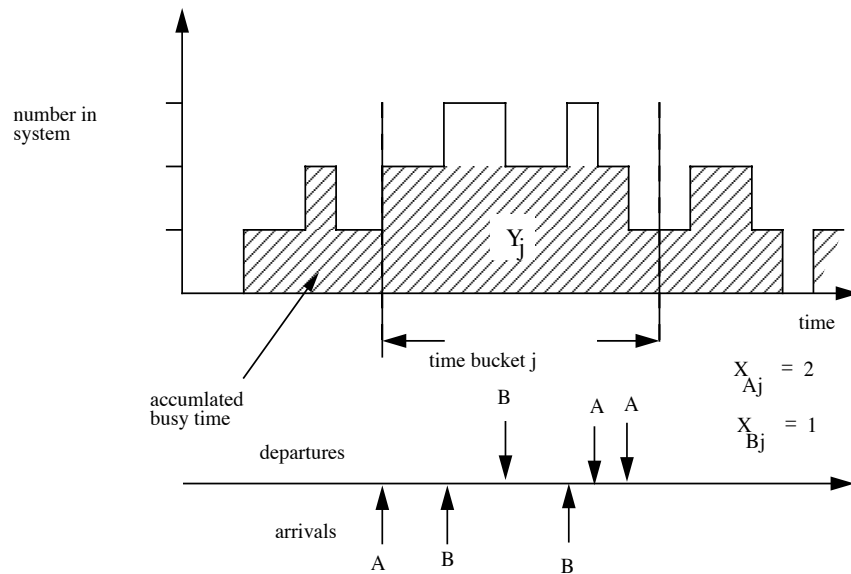 number in
system
Y
j
time
time bucket j
X
Aj
= 2
accumlated
busy time
B
A
A
X
Bj
= 1
departures
arrivals
A
B
B